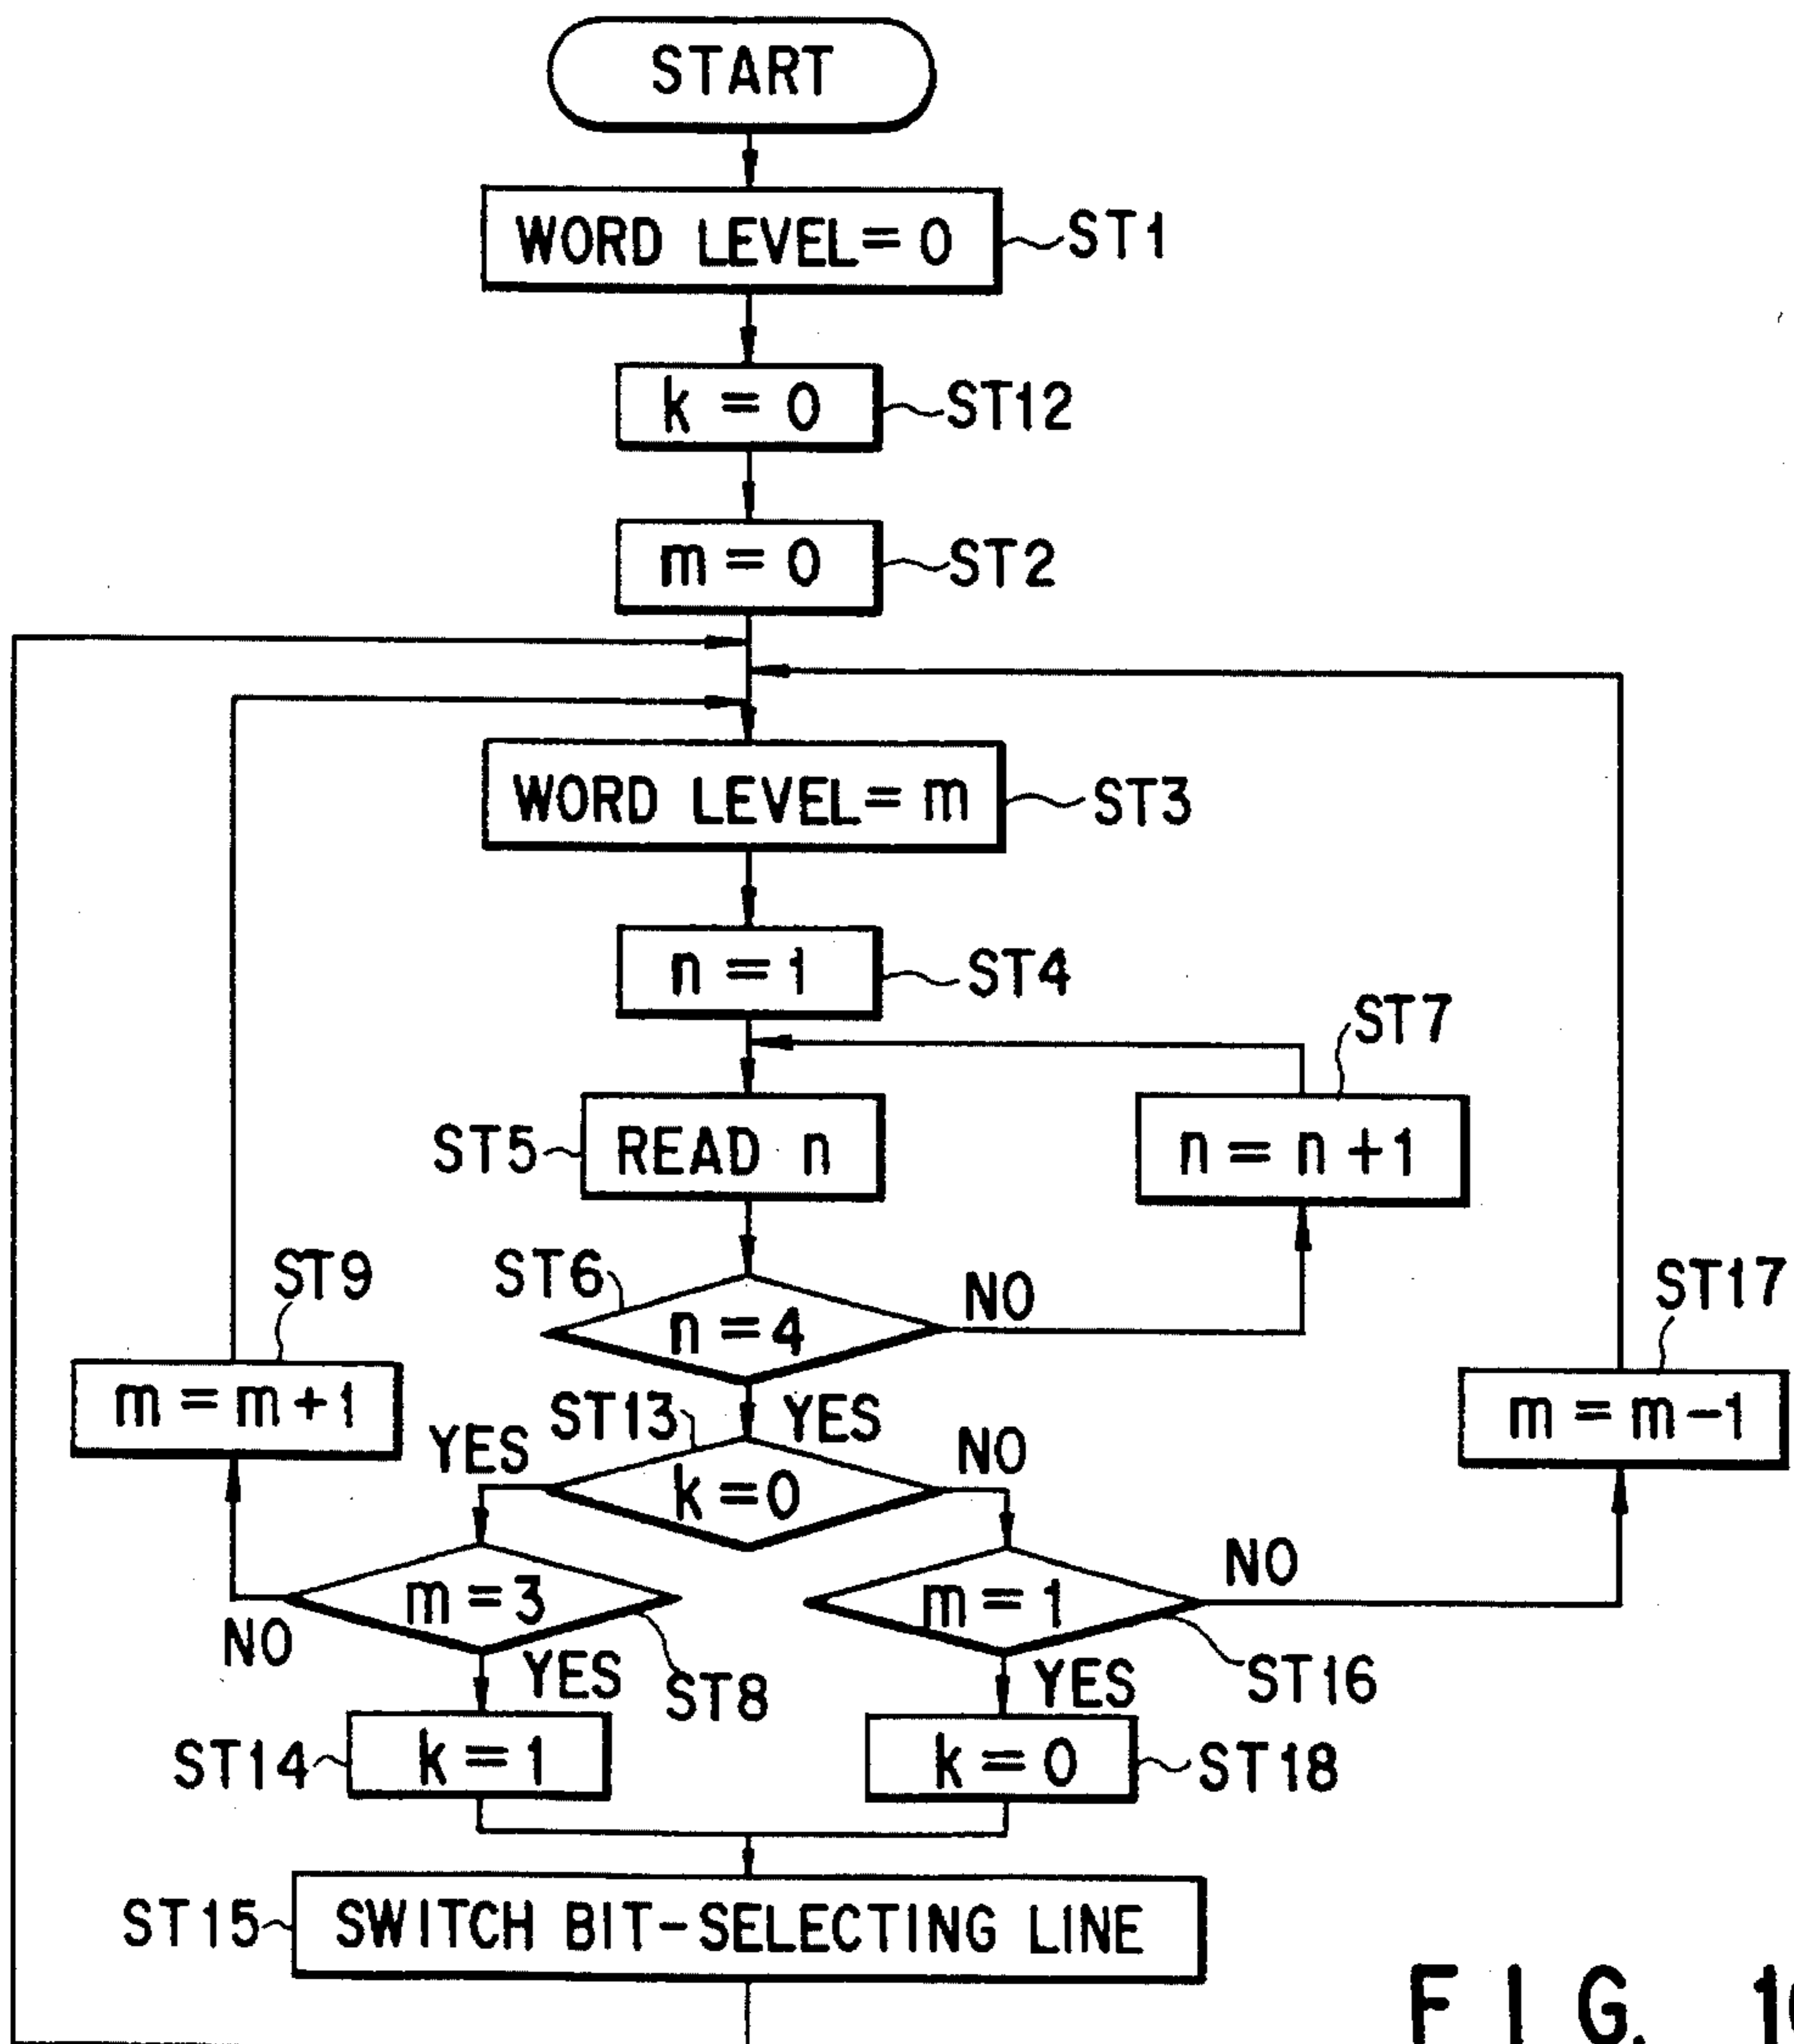 START
WORD LEVEL=0
ST1
k=0
ST12
m=0
ST2
WORD LEVEL=m
ST3
n=1
ST4
ST7
ST5
READ n
n=n+1
ST9
ST6
NO
n=4
ST17
m=m+1
ST13
YES
YES
NO
m=m-1
k=0
NO
m=3
YES
ST8
m=1
NO
YES
ST16
ST14
k=1
k=0
ST18
ST15
SWITCH BIT-SELECTING LINE
FIG.